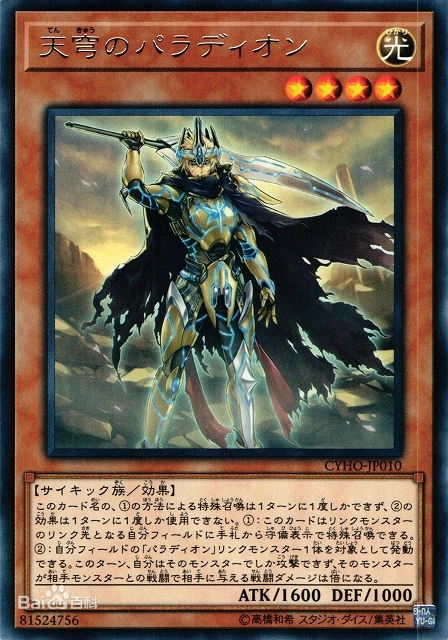 てん きゅう
天穹のパラディオン
ひかり
光
CYHO-JP010
【サイキック族／効果】
このカード名の、①の方法による特殊召喚は１ターンに１度しかできず、②の
効果は１ターンに１度しか使用できない。①：このカードはリンクモンスター
のリンク先となる自分フィールドに手札から守備表示で特殊召喚できる。
②：自分フィールドの「パラディオン」リンクモンスター１体を対象として発動
できる。このターン、自分はそのモンスターでしか攻撃できず、そのモンスター
が相手モンスターとの戦闘で相手に与える戦闘ダメージは倍になる。
ATK/1600 DEF/1000
Bai百科
81524756
©高橋和希 スタジオ・ダイス/集英社